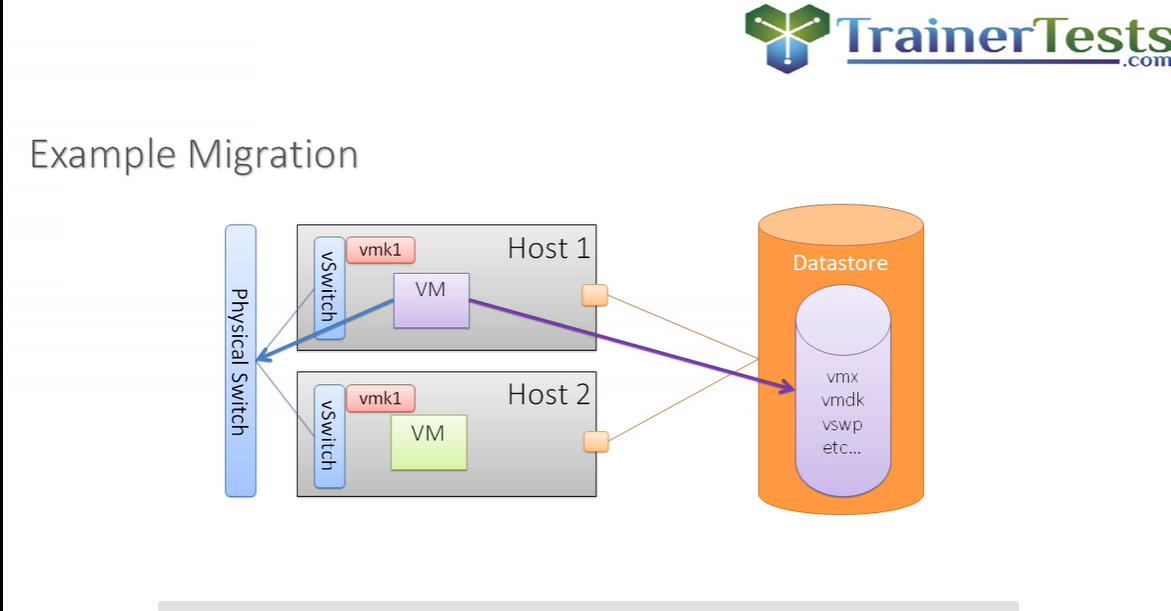 TrainerTests
.com
Example Migration
Physical Switch
vSwitch
vmk1
VM
Host 1
vSwitch
vmk1
VM
Host 2
Datastore
vmx
vmdk
vswp
etc...